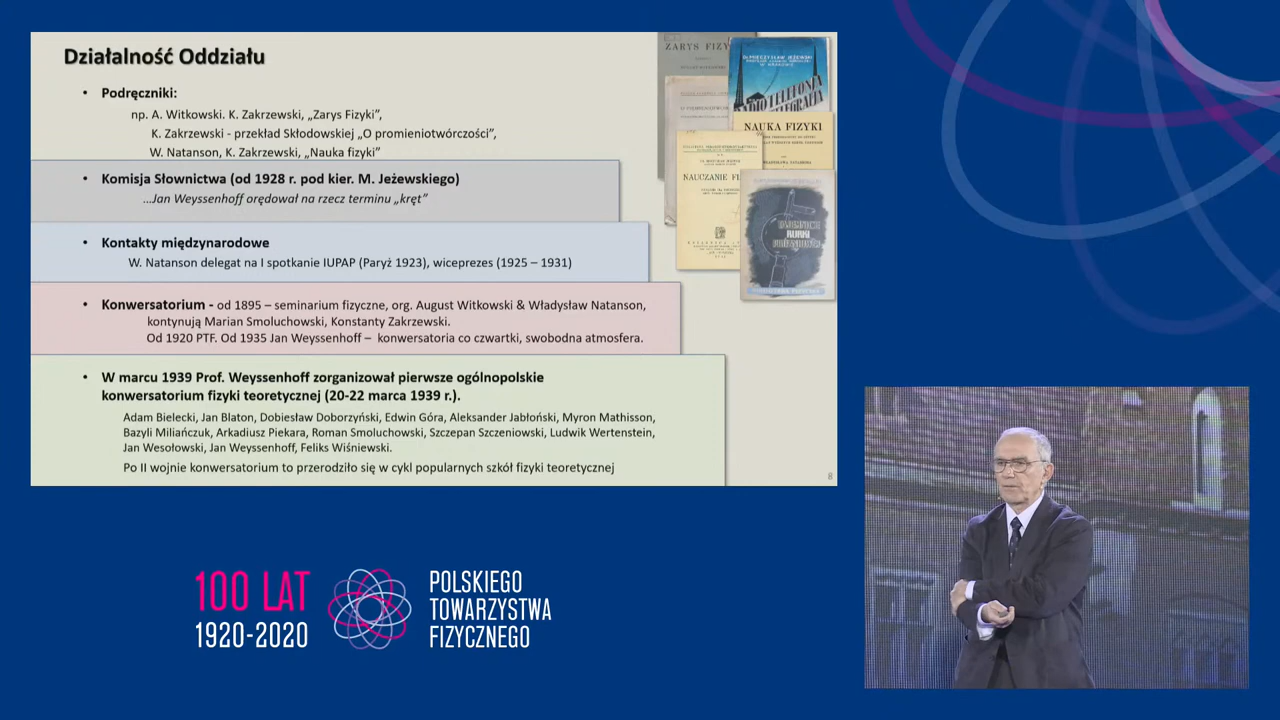 Działalność Oddziału
• Podręczniki:
np. A. Witkowski. K. Zakrzewski, „Zarys Fizyki”,
K. Zakrzewski - przekład Skłodowskiej „O promieniotwórczości”,
W. Natanson, K. Zakrzewski, „Nauka fizyki”
• Komisja Słownictwa (od 1928 r. pod kier. M. Jeżewskiego)
...Jan Weyssenhoff orędował na rzecz terminu „kręt”
• Kontakty międzynarodowe
W. Natanson delegat na I spotkanie IUPAP (Paryż 1923), wiceprezes (1925 – 1931)
• Konwersatorium - od 1895 – seminarium fizyczne, org. August Witkowski & Władysław Natanson,
kontynują Marian Smoluchowski, Konstanty Zakrzewski.
Od 1920 PTF. Od 1935 Jan Weyssenhoff – konwersatoria co czwartki, swobodna atmosfera.
• W marcu 1939 Prof. Weyssenhoff zorganizował pierwsze ogólnopolskie
konwersatorium fizyki teoretycznej (20-22 marca 1939 r.).
Adam Bielecki, Jan Blaton, Dobiesław Doborzyński, Edwin Góra, Aleksander Jabłoński, Myron Mathisson,
Bazyli Miliańczuk, Arkadiusz Piekara, Roman Smoluchowski, Szczepan Szczeniowski, Ludwik Wertenstein,
Jan Wesołowski, Jan Weyssenhoff, Feliks Wiśniewski.
Po II wojnie konwersatorium to przerodziło się w cykl popularnych szkół fizyki teoretycznej
8
ZARYS FIZY
NAUKA FIZYKI
NAUCZANIE FI
100 LAT
1920-2020
POLSKIEGO
TOWARZYSTWA
FIZYCZNEGO